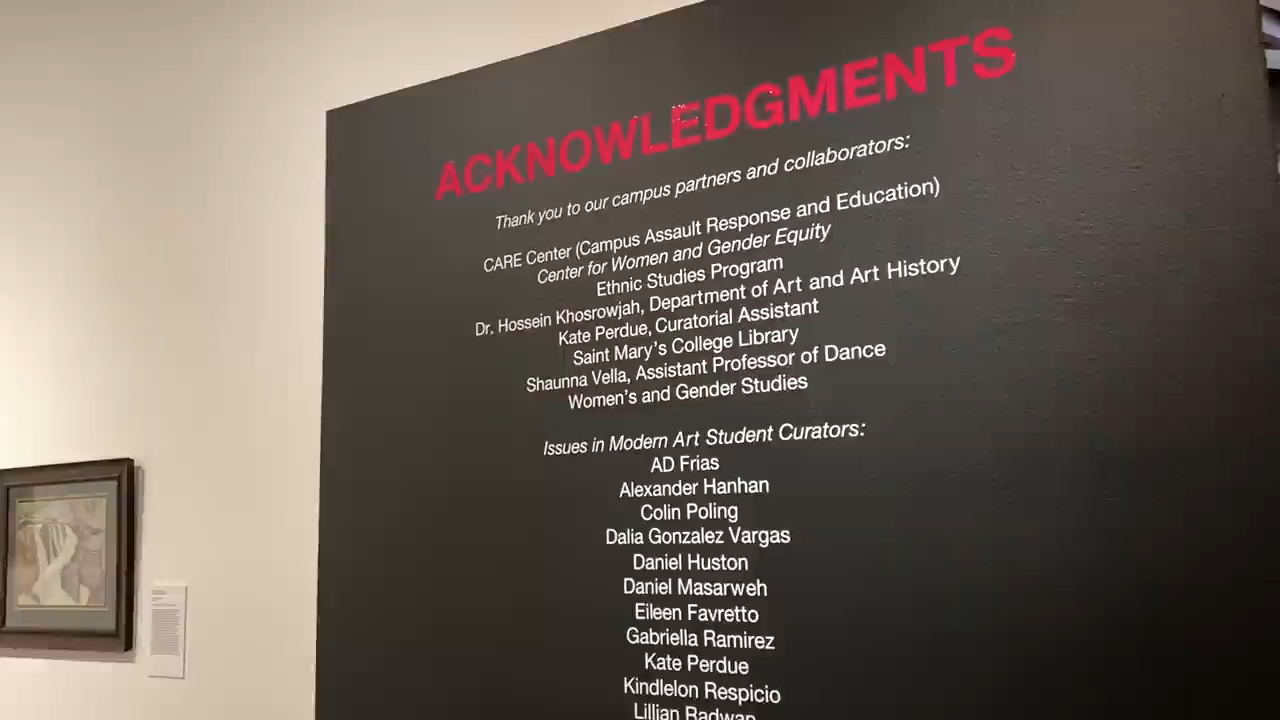 ACKNOWLEDGMENTS
Thank you to our campus partners and collaborators:
CARE Center (Campus Assault Response and Education)
Center for Women and Gender Equity
Ethnic Studies Program
Dr. Hossein Khosrowjah, Department of Art and Art History
Kate Perdue, Curatorial Assistant
Saint Mary's College Library
Shaunna Vella, Assistant Professor of Dance
Women's and Gender Studies
Issues in Modern Art Student Curators:
AD Frias
Alexander Hanhan
Colin Poling
Dalia Gonzalez Vargas
Daniel Huston
Daniel Masarweh
Eileen Favretto
Gabriella Ramirez
Kate Perdue
Kindlelon Respicio
Lillian Radwan